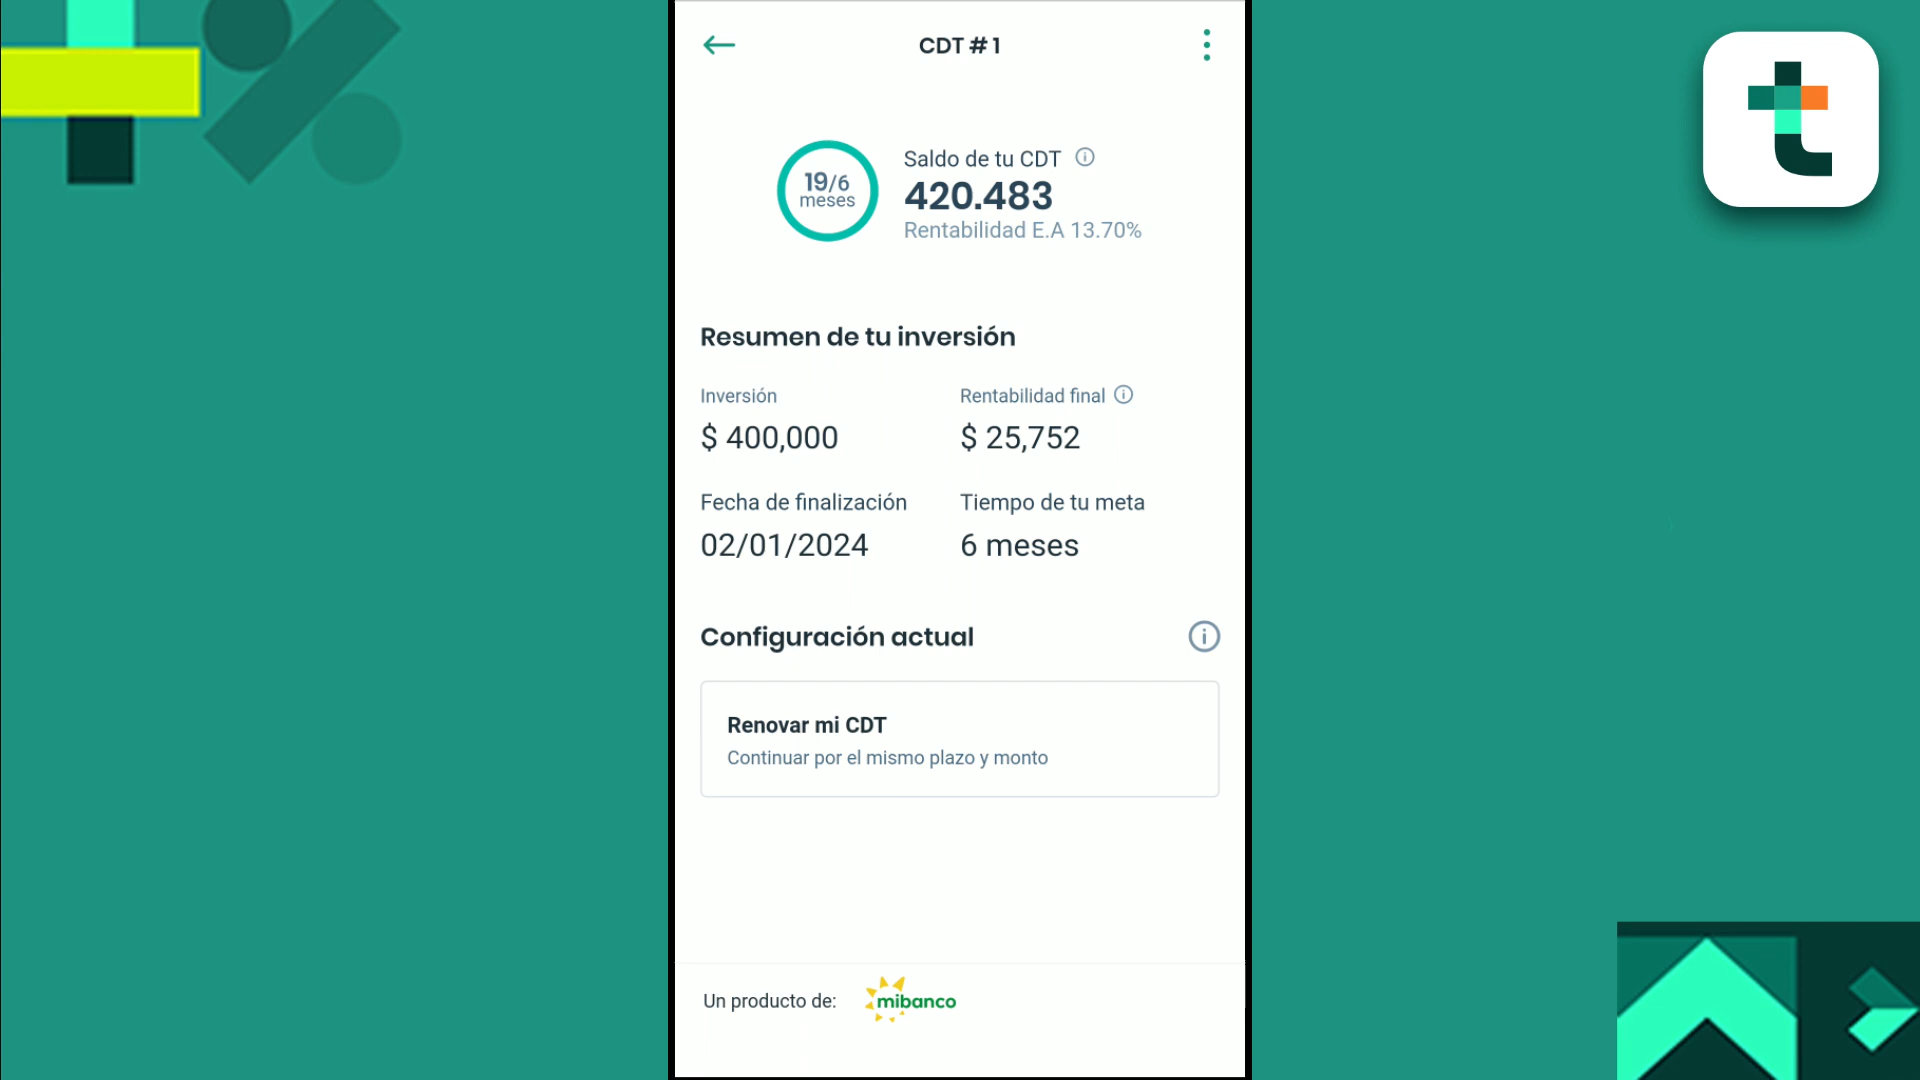 CDT # 1
19/6
meses
Saldo de tu CDT
420.483
Rentabilidad E.A 13.70%
Resumen de tu inversión
Inversión
Rentabilidad final
$ 400,000
$ 25,752
Fecha de finalización
Tiempo de tu meta
02/01/2024
6 meses
Configuración actual
Renovar mi CDT
Continuar por el mismo plazo y monto
Un producto de:
mibanco